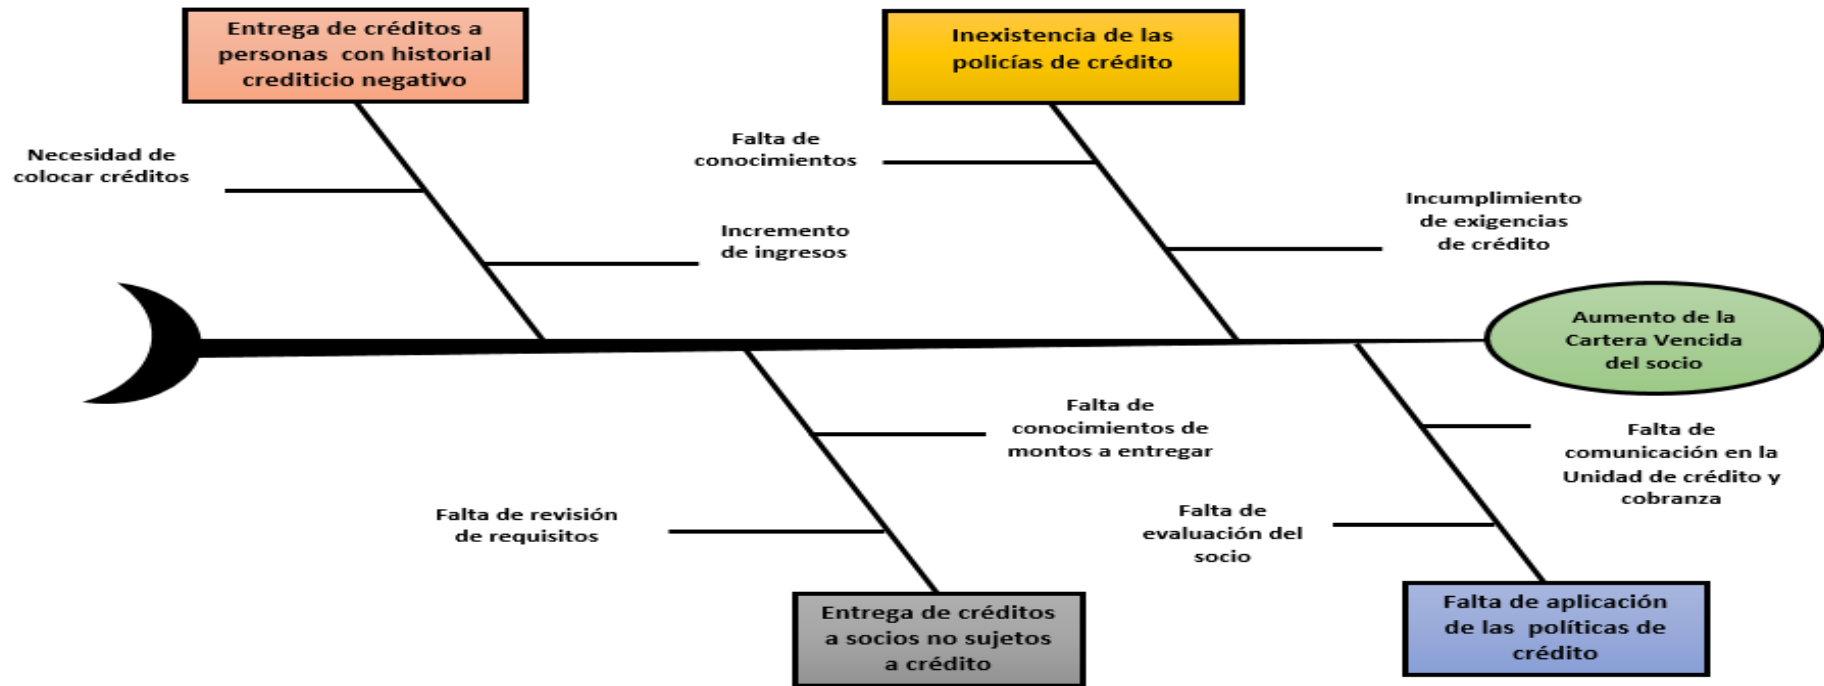 Entrega de créditos a
personas con historial
crediticio negativo
Inexistencia de las
policías de crédito
Necesidad de
colocar créditos
Falta de
conocimientos
Incremento
de ingresos
Incumplimiento
de exigencias
de crédito
Aumento de la
Cartera Vencida
del socio
Falta de
conocimientos de
montos a entregar
Falta de
comunicación en la
Unidad de crédito y
cobranza
Falta de revisión
de requisitos
Falta de
evaluación del
socio
Entrega de créditos
a socios no sujetos
a crédito
Falta de aplicación
de las políticas de
crédito